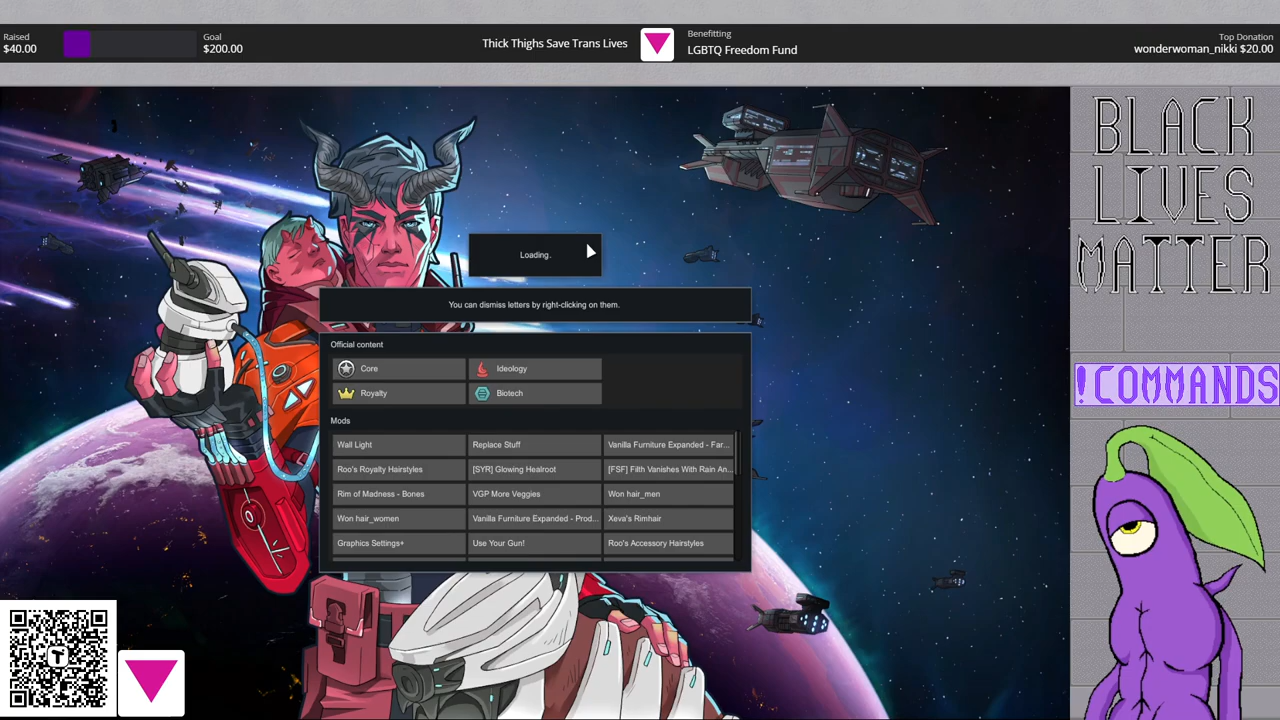 Raised
$40.00
Goal
$200.00
Thick Thighs Save Trans Lives
Benefitting
LGBTQ Freedom Fund
Top Donation
wonderwoman_nikki $20.00
BLACK
LIVES
MATTER
!COMMANDS
Loading.
You can dismiss letters by right-clicking on them.
Official content
Core
Ideology
Royalty
Biotech
Mods
Wall Light
Replace Stuff
Vanilla Furniture Expanded - Far...
Roo's Royalty Hairstyles
[SYR] Glowing Healroot
[FSF] Filth Vanishes With Rain An...
Rim of Madness - Bones
VGP More Veggies
Won hair_men
Won hair_women
Vanilla Furniture Expanded - Prod...
Xeva's Rimhair
Graphics Settings+
Use Your Gun!
Roo's Accessory Hairstyles
T